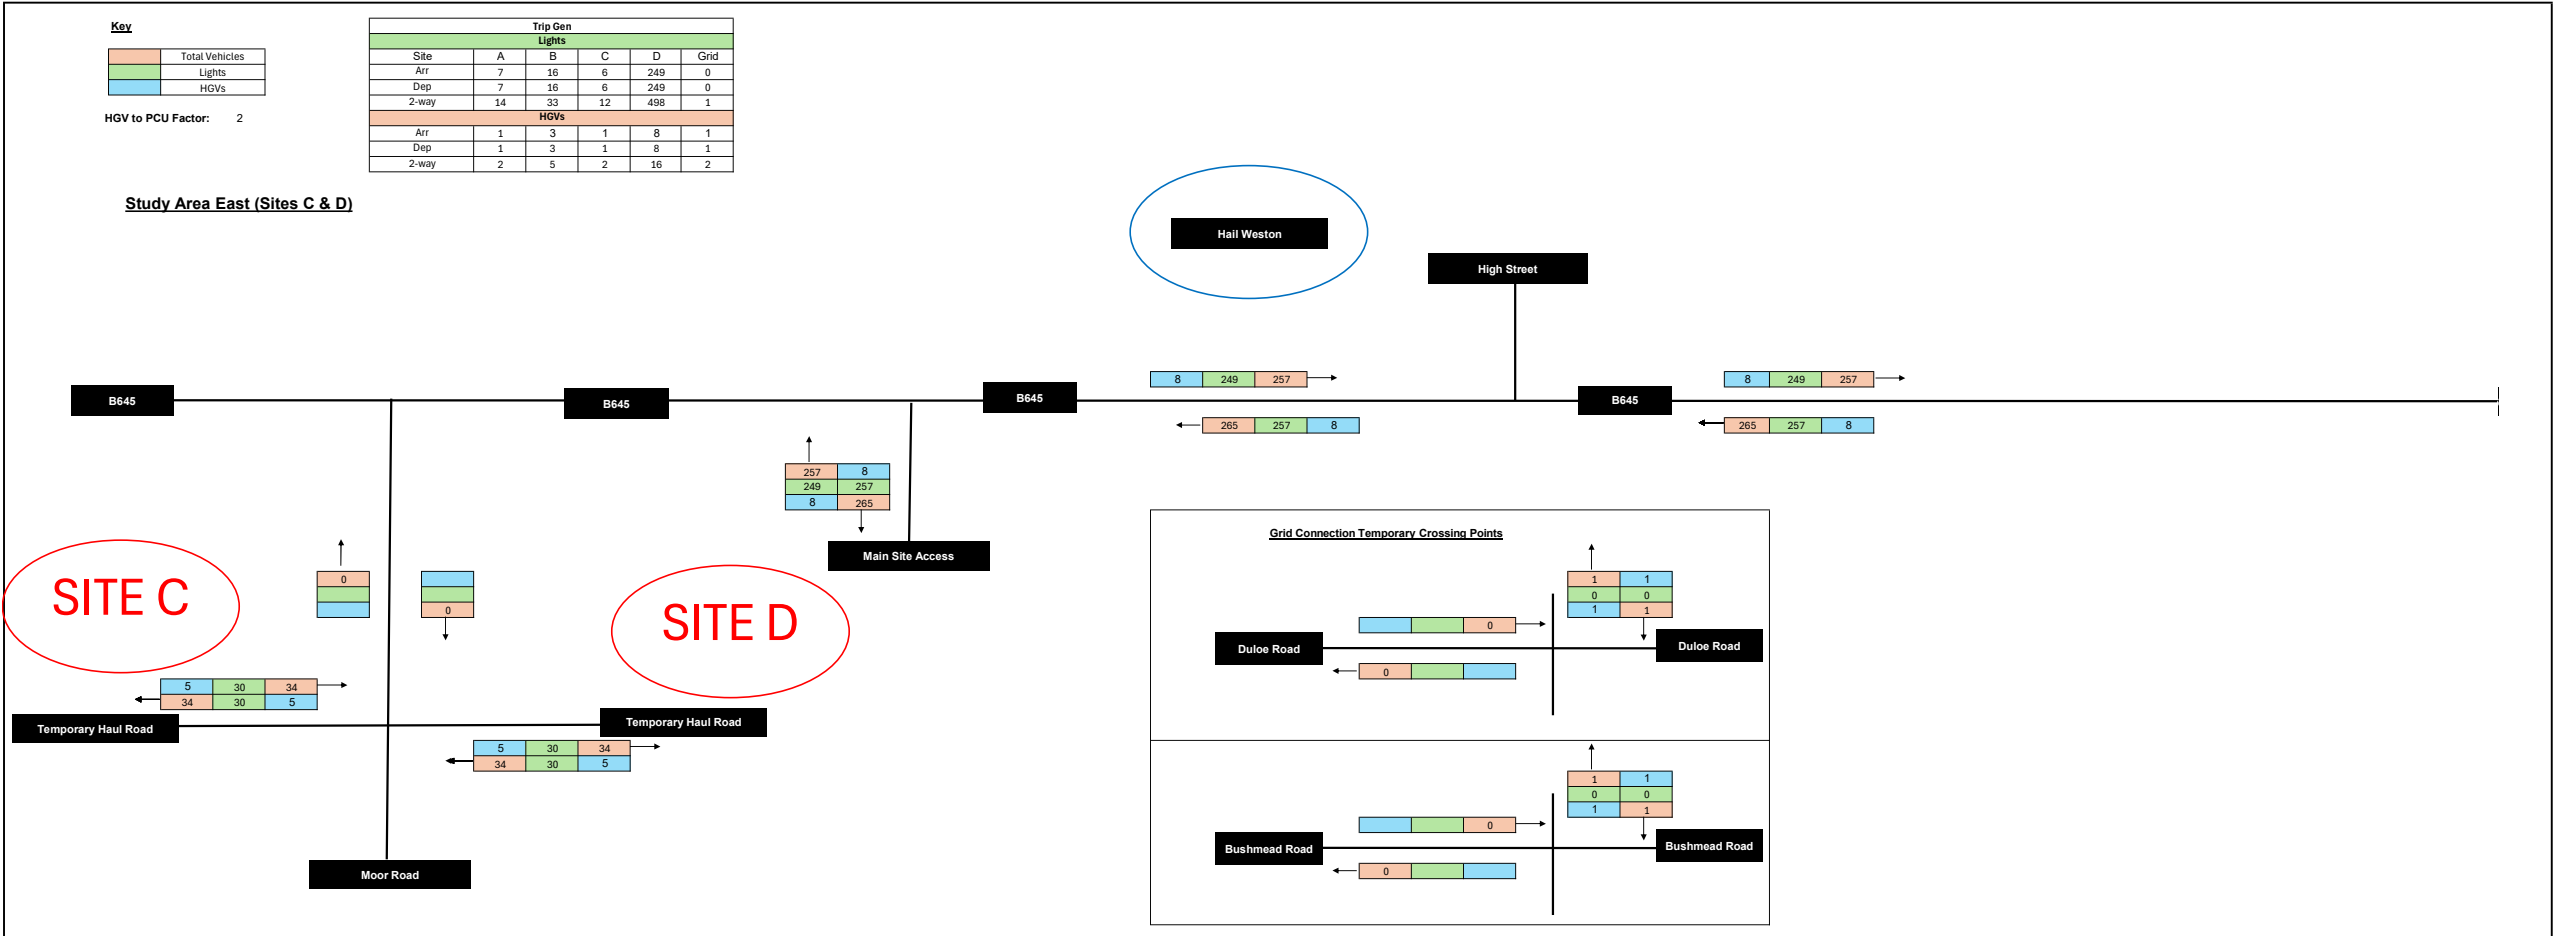 Key
Total Vehicles
Lights
HGVs
HGV to PCU Factor: 2
Trip Gen
Lights
Site A B C D Grid
Arr 7 16 6 249 0
Dep 7 16 6 249 0
2-way 14 33 12 498 1
HGVs
Arr 1 3 1 8 1
Dep 1 3 1 8 1
2-way 2 5 2 16 2
Study Area East (Sites C & D)
Hail Weston
High Street
8 249 257
8 249 257
B645
B645
B645
B645
265 257 8
265 257 8
257 8
249 257
8 265
Main Site Access
SITE C
0
0
SITE D
5 30 34
34 30 5
Temporary Haul Road
Temporary Haul Road
5 30 34
34 30 5
Moor Road
Grid Connection Temporary Crossing Points
1 1
0 0
1 1
0
Duloe Road
Duloe Road
0
1 1
0 0
1 1
0
Bushmead Road
Bushmead Road
0